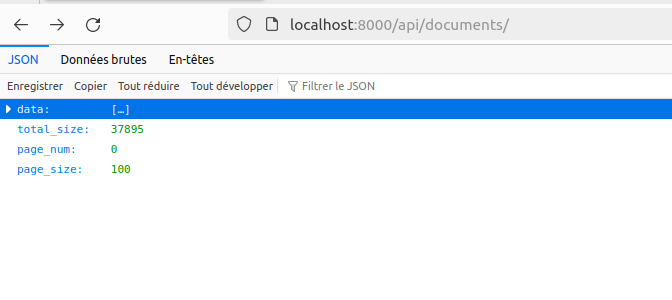 localhost:8000/api/documents/
JSON Données brutes En-têtes
Enregistrer Copier Tout réduire Tout développer Filtrer le JSON
data: […]
total_size: 37895
page_num: 0
page_size: 100